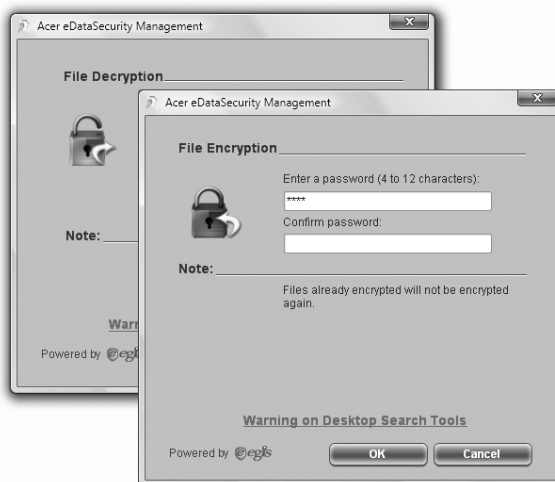 Acer eDataSecurity Management
File Decryption
Note:
Powered by
Acer eDataSecurity Management
File Encryption
Enter a password (4 to 12 characters):
****
Confirm password:
Note:
Files already encrypted will not be encrypted
again.
Warning on Desktop Search Tools
Powered by egis
OK Cancel